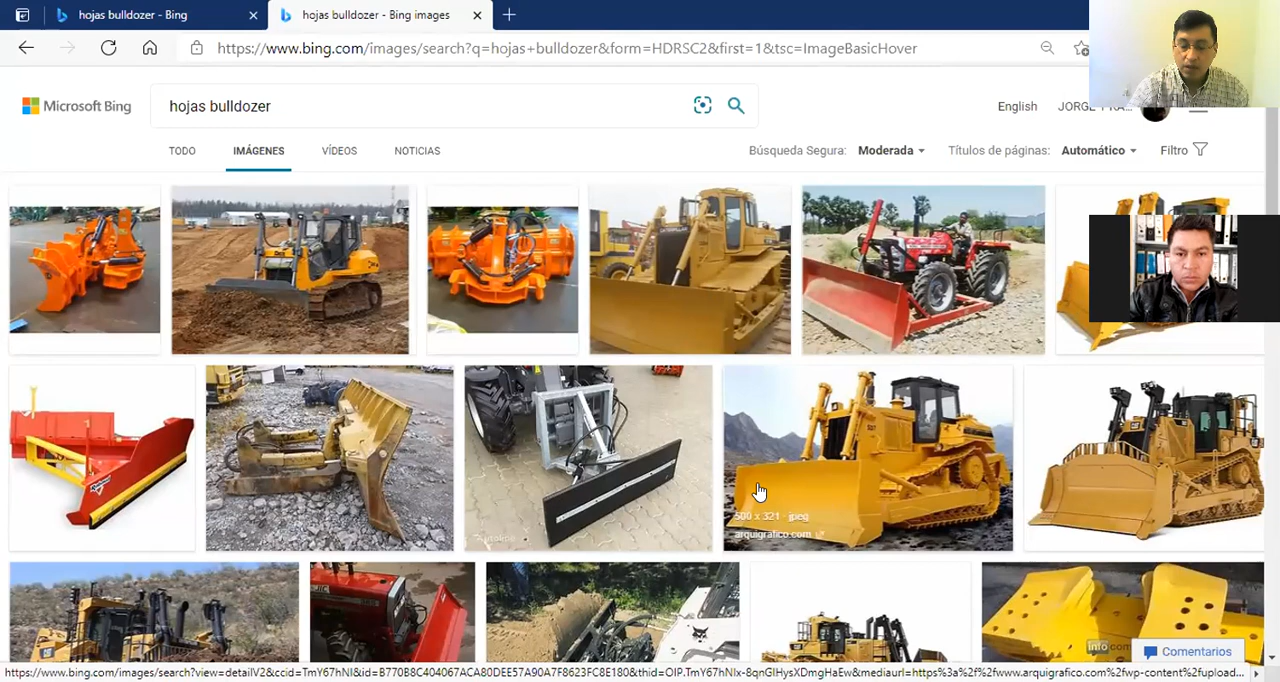 hojas bulldozer - Bing
hojas bulldozer - Bing images
https://www.bing.com/images/search?q=hojas+bulldozer&form=HDRSC2&first=1&tsc=ImageBasicHover
Microsoft Bing
hojas bulldozer
English
TODO
IMÁGENES
VÍDEOS
NOTICIAS
Búsqueda Segura: Moderada
Títulos de páginas: Automático
Filtro
500 x 321 · jpeg
arquigrafico.com
info
Comentarios
https://www.bing.com/images/search?view=detailV2&ccid=TmY67hNI&id=B770B8C404067ACA80DEE57A90A7F8623FC8E180&thid=OIP.TmY67hNIx-8qnGIHysXDmgHaEw&mediaurl=https%3a%2f%2fwww.arquigrafico.com%2fwp-content%2fupload...